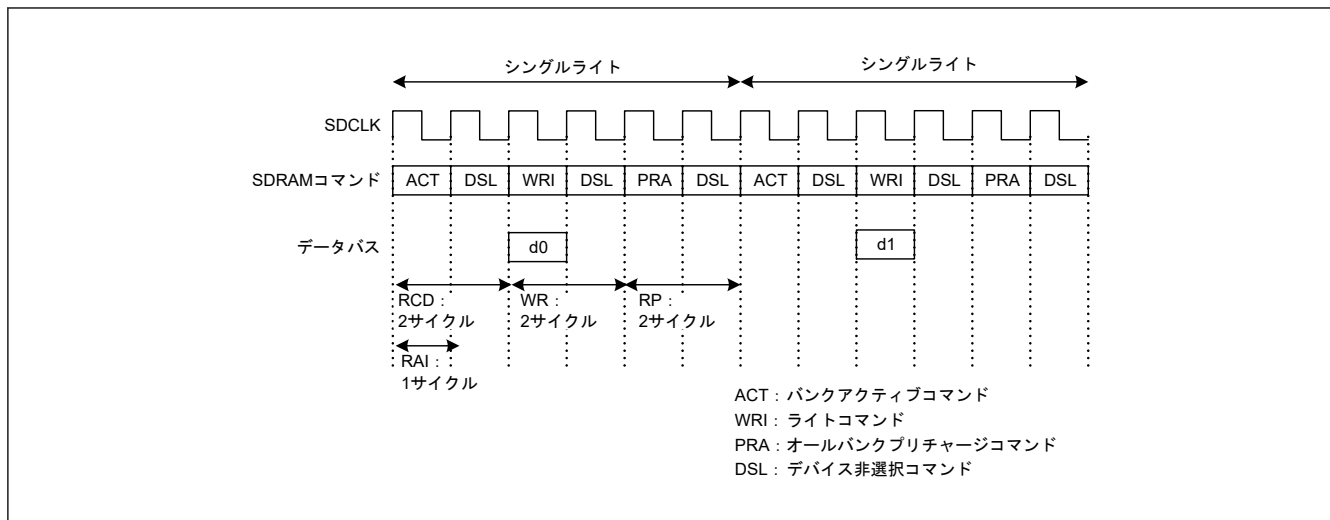 シングルライト シングルライト
SDCLK
SDRAMコマンド ACT DSL WRI DSL PRA DSL ACT DSL WRI DSL PRA DSL
データバス d0 d1
RCD： WR： RP：
2サイクル 2サイクル 2サイクル
RAI：
1サイクル
ACT：バンクアクティブコマンド
WRI：ライトコマンド
PRA：オールバンクプリチャージコマンド
DSL：デバイス非選択コマンド